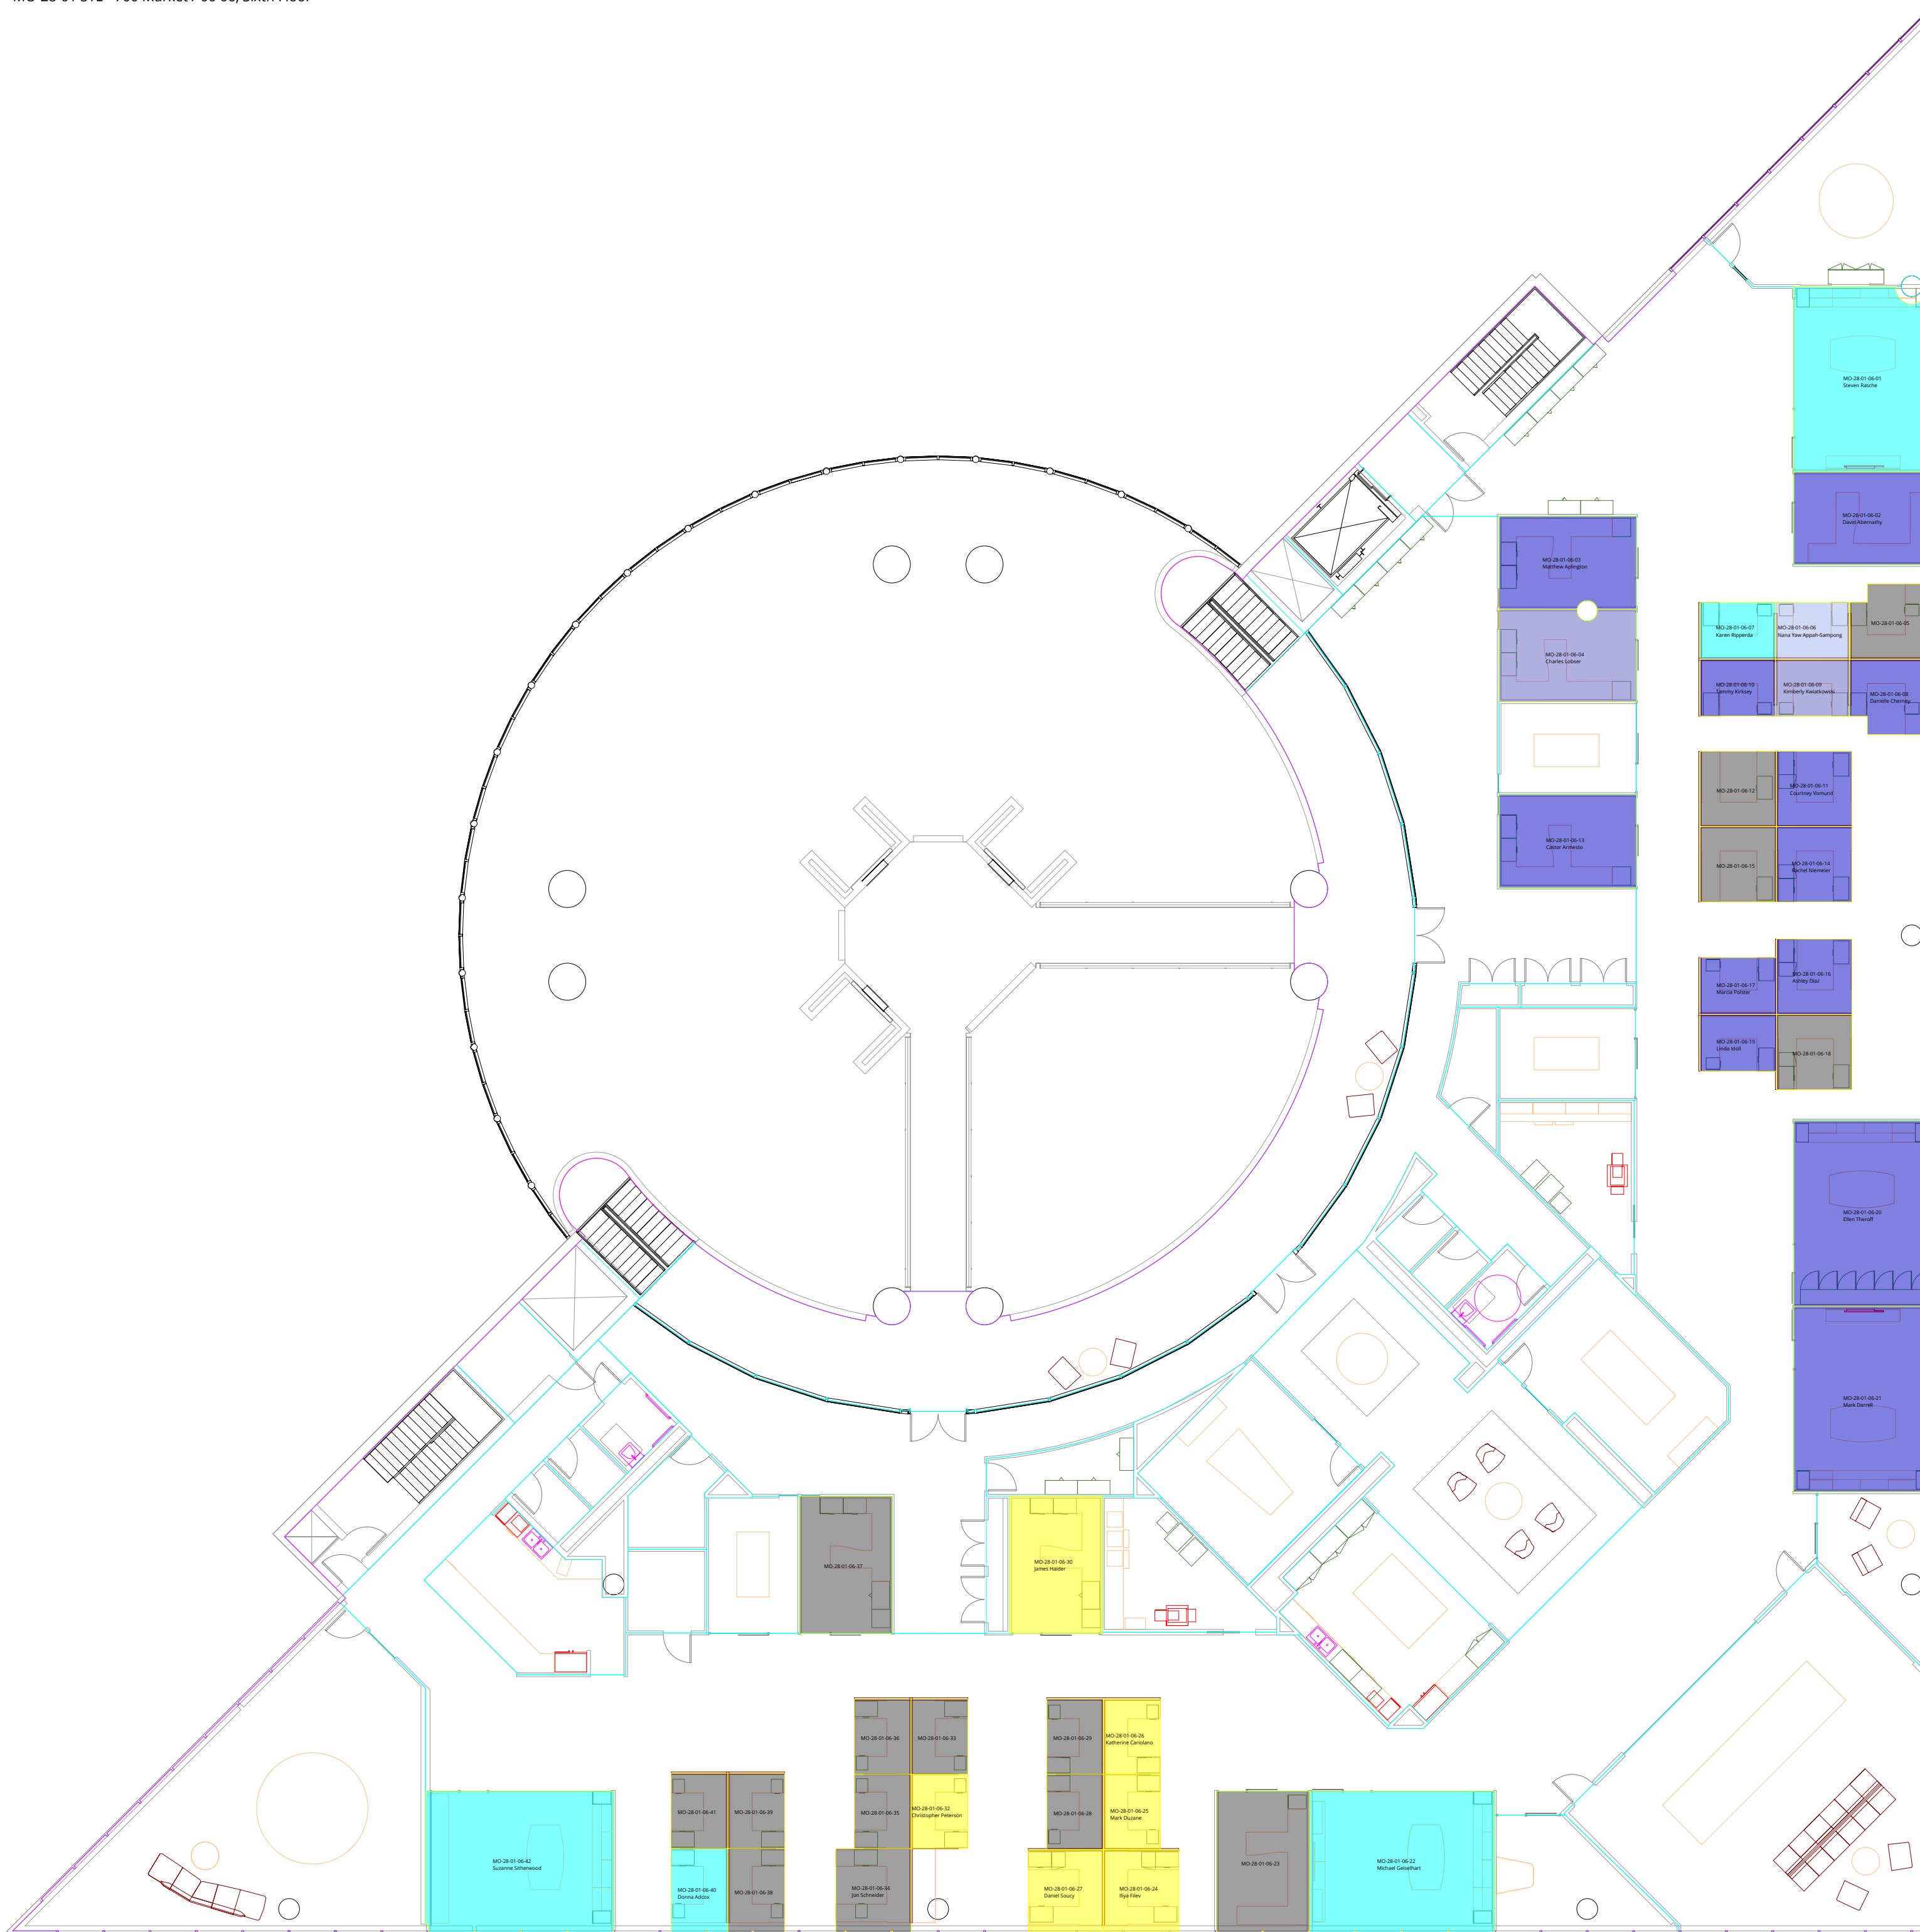 MO-28-01-06-01
Steven Rasche
MO-28-01-06-02
David Abernathy
MO-28-01-06-03
Matthew Aplington
MO-28-01-06-04
Charles Lobser
MO-28-01-06-07
Karen Ripperda
MO-28-01-06-06
Nana Yaw Appah-Sampong
MO-28-01-06-05
MO-28-01-06-10
Tammy Kirksey
MO-28-01-06-09
Kimberly Kwiatkowski
MO-28-01-06-08
Danielle Cherney
MO-28-01-06-12
MO-28-01-06-11
Courtney Vomund
MO-28-01-06-13
Castor Armesto
MO-28-01-06-15
MO-28-01-06-14
Rachel Niemeier
MO-28-01-06-17
Marcia Polster
MO-28-01-06-16
Ashley Diaz
MO-28-01-06-19
Linda Moll
MO-28-01-06-18
MO-28-01-06-20
Ellen Theroff
MO-28-01-06-21
Mark Darrell
MO-28-01-06-37
MO-28-01-06-30
James Haider
MO-28-01-06-36
MO-28-01-06-33
MO-28-01-06-29
MO-28-01-06-26
Katherine Cariolano
MO-28-01-06-41
MO-28-01-06-39
MO-28-01-06-35
MO-28-01-06-32
Christopher Peterson
MO-28-01-06-28
MO-28-01-06-25
Mark Duzane
MO-28-01-06-42
Suzanne Sitherwood
MO-28-01-06-40
Donna Adcox
MO-28-01-06-38
MO-28-01-06-34
Jon Schneider
MO-28-01-06-27
Daniel Soucy
MO-28-01-06-24
Iliya Filev
MO-28-01-06-23
MO-28-01-06-22
Michael Geiselhart